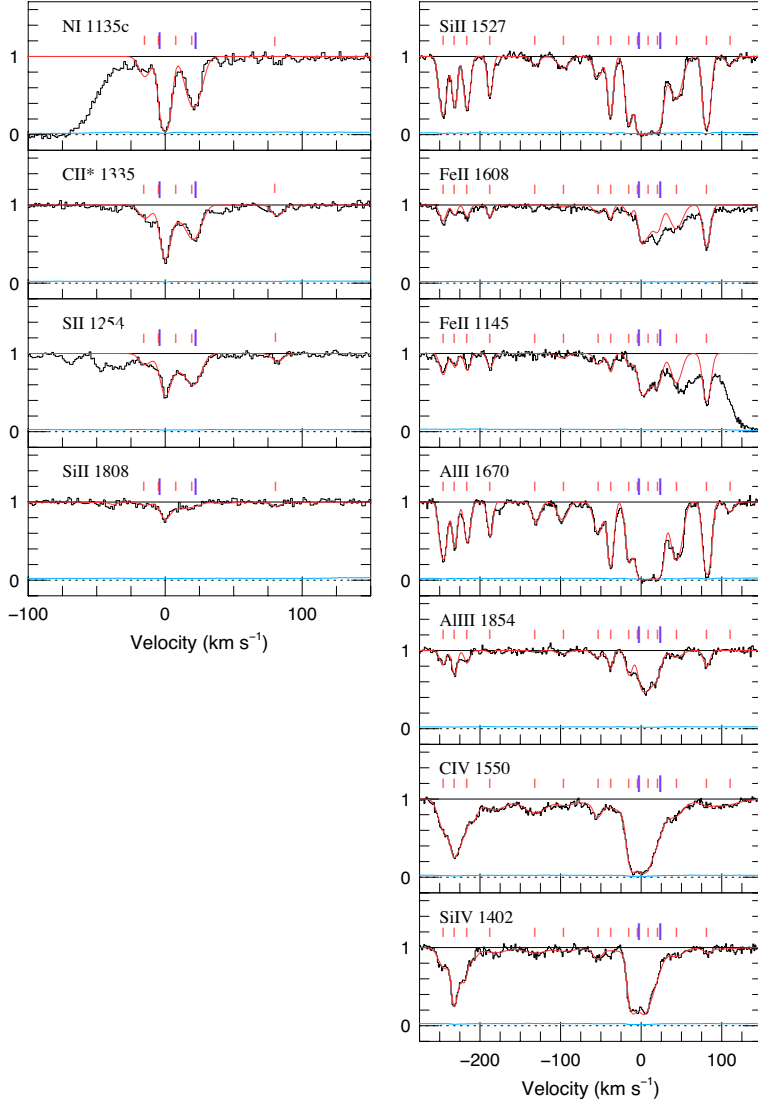 NI 1135c
1
0
CII* 1335
1
0
SII 1254
1
0
SiII 1808
1
0
−100
0
100
Velocity (km s⁻¹)
SiII 1527
1
0
FeII 1608
1
0
FeII 1145
1
0
AlII 1670
1
0
AlIII 1854
1
0
CIV 1550
1
0
SiIV 1402
1
0
−200
−100
0
100
Velocity (km s⁻¹)